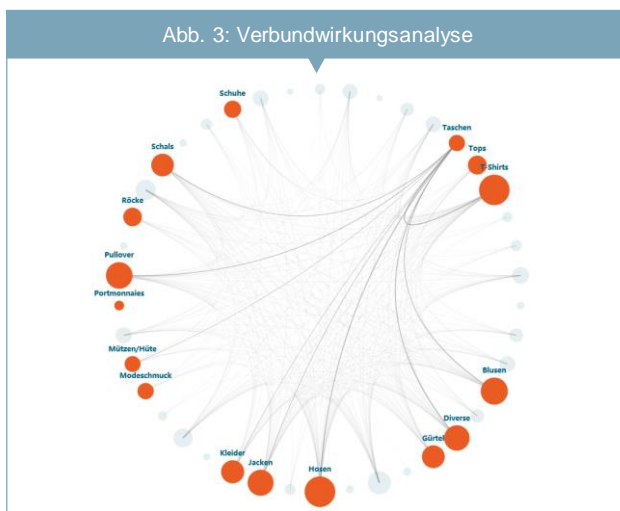 Abb. 3: Verbundwirkungsanalyse
Schuhe
Taschen
Tops
T-Shirts
Schals
Röcke
Pullover
Portmonnaies
Mützen/Hüte
Modeschmuck
Blusen
Diverse
Gürtel
Kleider
Jacken
Hosen